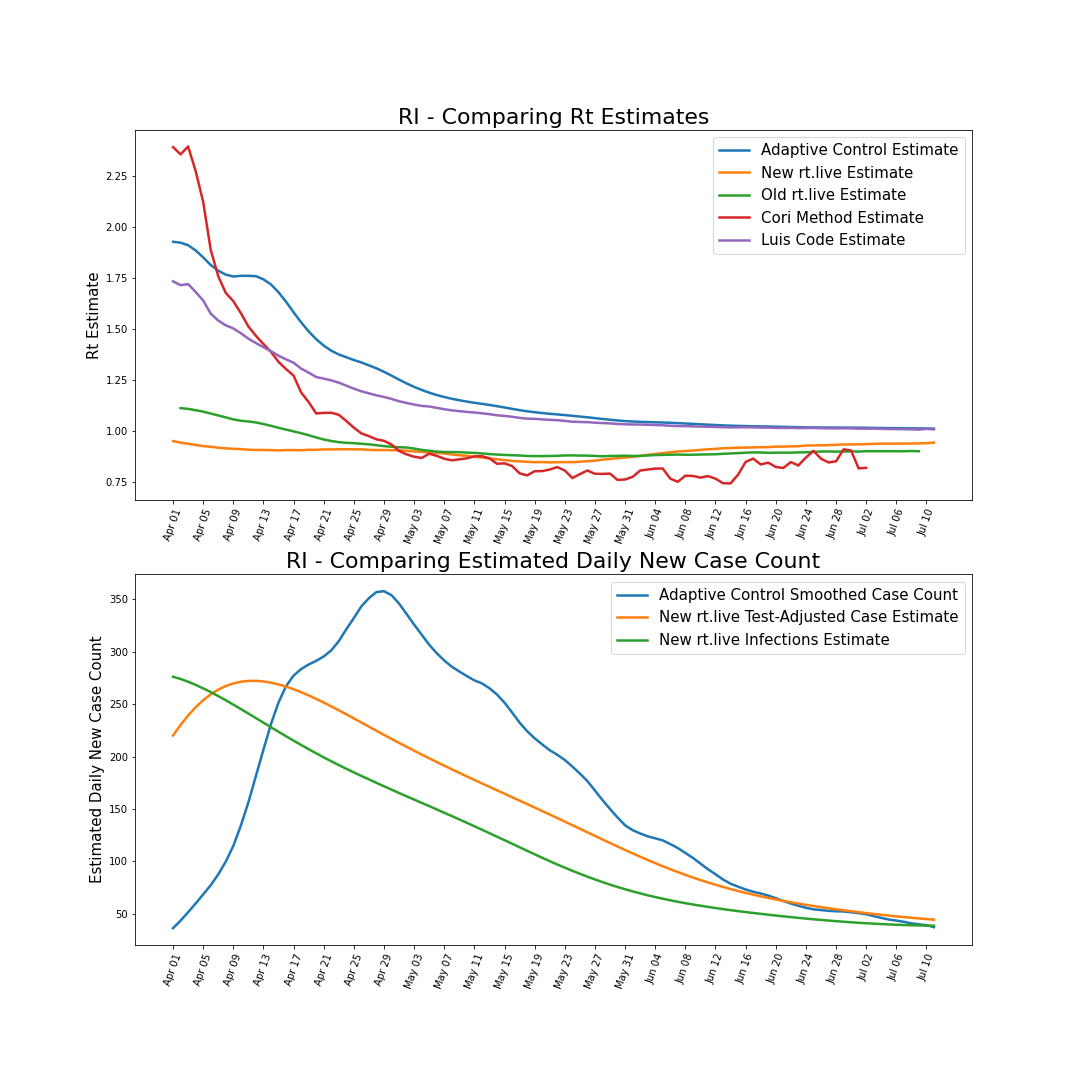 RI - Comparing Rt Estimates
Rt Estimate
2.25
2.00
1.75
1.50
1.25
1.00
0.75
Adaptive Control Estimate
New rt.live Estimate
Old rt.live Estimate
Cori Method Estimate
Luis Code Estimate
Apr 01
Apr 05
Apr 09
Apr 13
Apr 17
Apr 21
Apr 25
Apr 29
May 03
May 07
May 11
May 15
May 19
May 23
May 27
May 31
Jun 04
Jun 08
Jun 12
Jun 16
Jun 20
Jun 24
Jun 28
Jul 02
Jul 06
Jul 10
RI - Comparing Estimated Daily New Case Count
Estimated Daily New Case Count
350
300
250
200
150
100
50
Adaptive Control Smoothed Case Count
New rt.live Test-Adjusted Case Estimate
New rt.live Infections Estimate
Apr 01
Apr 05
Apr 09
Apr 13
Apr 17
Apr 21
Apr 25
Apr 29
May 03
May 07
May 11
May 15
May 19
May 23
May 27
May 31
Jun 04
Jun 08
Jun 12
Jun 16
Jun 20
Jun 24
Jun 28
Jul 02
Jul 06
Jul 10